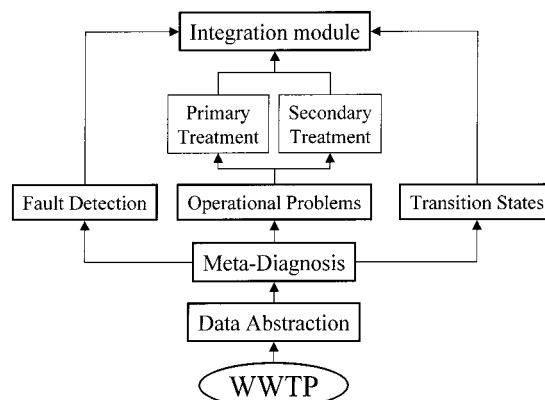 Integration module
Primary
Treatment
Secondary
Treatment
Fault Detection
Operational Problems
Transition States
Meta-Diagnosis
Data Abstraction
WWTP